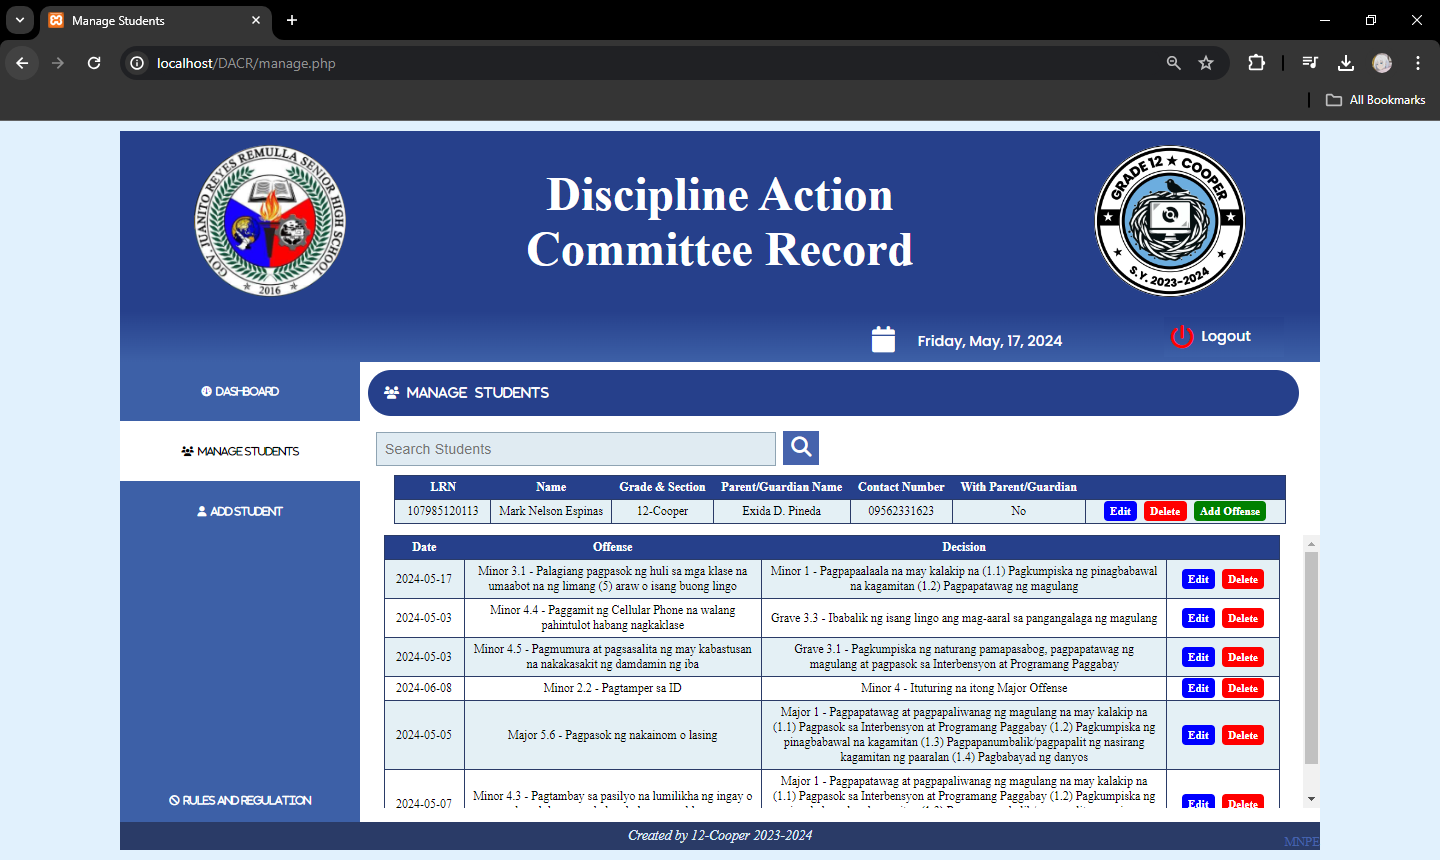 Manage Students
localhost/DACR/manage.php
All Bookmarks
GOV. JUANITO REYES REMULLA SENIOR HIGH SCHOOL
2016
Discipline Action
Committee Record
GRADE 12 ★ COOPER
S.Y. 2023-2024
Friday, May, 17, 2024
Logout
DASHBOARD
MANAGE STUDENTS
ADD STUDENT
RULES AND REGULATION
MANAGE STUDENTS
Search Students
LRN Name Grade & Section Parent/Guardian Name Contact Number With Parent/Guardian
107985120113 Mark Nelson Espinas 12-Cooper Exida D. Pineda 09562331623 No Edit Delete Add Offense
Date Offense Decision
2024-05-17 Minor 3.1 - Palagiang pagpasok ng huli sa mga klase na
umaabot na ng limang (5) araw o isang buong lingo
Minor 1 - Pagpapaalaala na may kalakip na (1.1) Pagkumpiska ng pinagbabawal
na kagamitan (1.2) Pagpapatawag ng magulang
Edit Delete
2024-05-03 Minor 4.4 - Paggamit ng Cellular Phone na walang
pahintulot habang nagkaklase
Grave 3.3 - Ibabalik ng isang lingo ang mag-aaral sa pangangalaga ng magulang
Edit Delete
2024-05-03 Minor 4.5 - Pagmumura at pagsasalita ng may kabastusan
na nakakasakit ng damdamin ng iba
Grave 3.1 - Pagkumpiska ng naturang pamapasabog, pagpapatawag ng
magulang at pagpasok sa Interbensyon at Programang Paggabay
Edit Delete
2024-06-08 Minor 2.2 - Pagtamper sa ID Minor 4 - Ituturing na itong Major Offense Edit Delete
2024-05-05 Major 5.6 - Pagpasok ng nakainom o lasing
Major 1 - Pagpapatawag at pagpapaliwanag ng magulang na may kalakip na
(1.1) Pagpasok sa Interbensyon at Programang Paggabay (1.2) Pagkumpiska ng
pinagbabawal na kagamitan (1.3) Pagpapanumbalik/pagpapalit ng nasirang
kagamitan ng paaralan (1.4) Pagbabayad ng danyos
Edit Delete
2024-05-07 Minor 4.3 - Pagtambay sa pasilyo na lumilikha ng ingay o
Major 1 - Pagpapatawag at pagpapaliwanag ng magulang na may kalakip na
(1.1) Pagpasok sa Interbensyon at Programang Paggabay (1.2) Pagkumpiska ng
Edit Delete
Created by 12-Cooper 2023-2024
MNPE